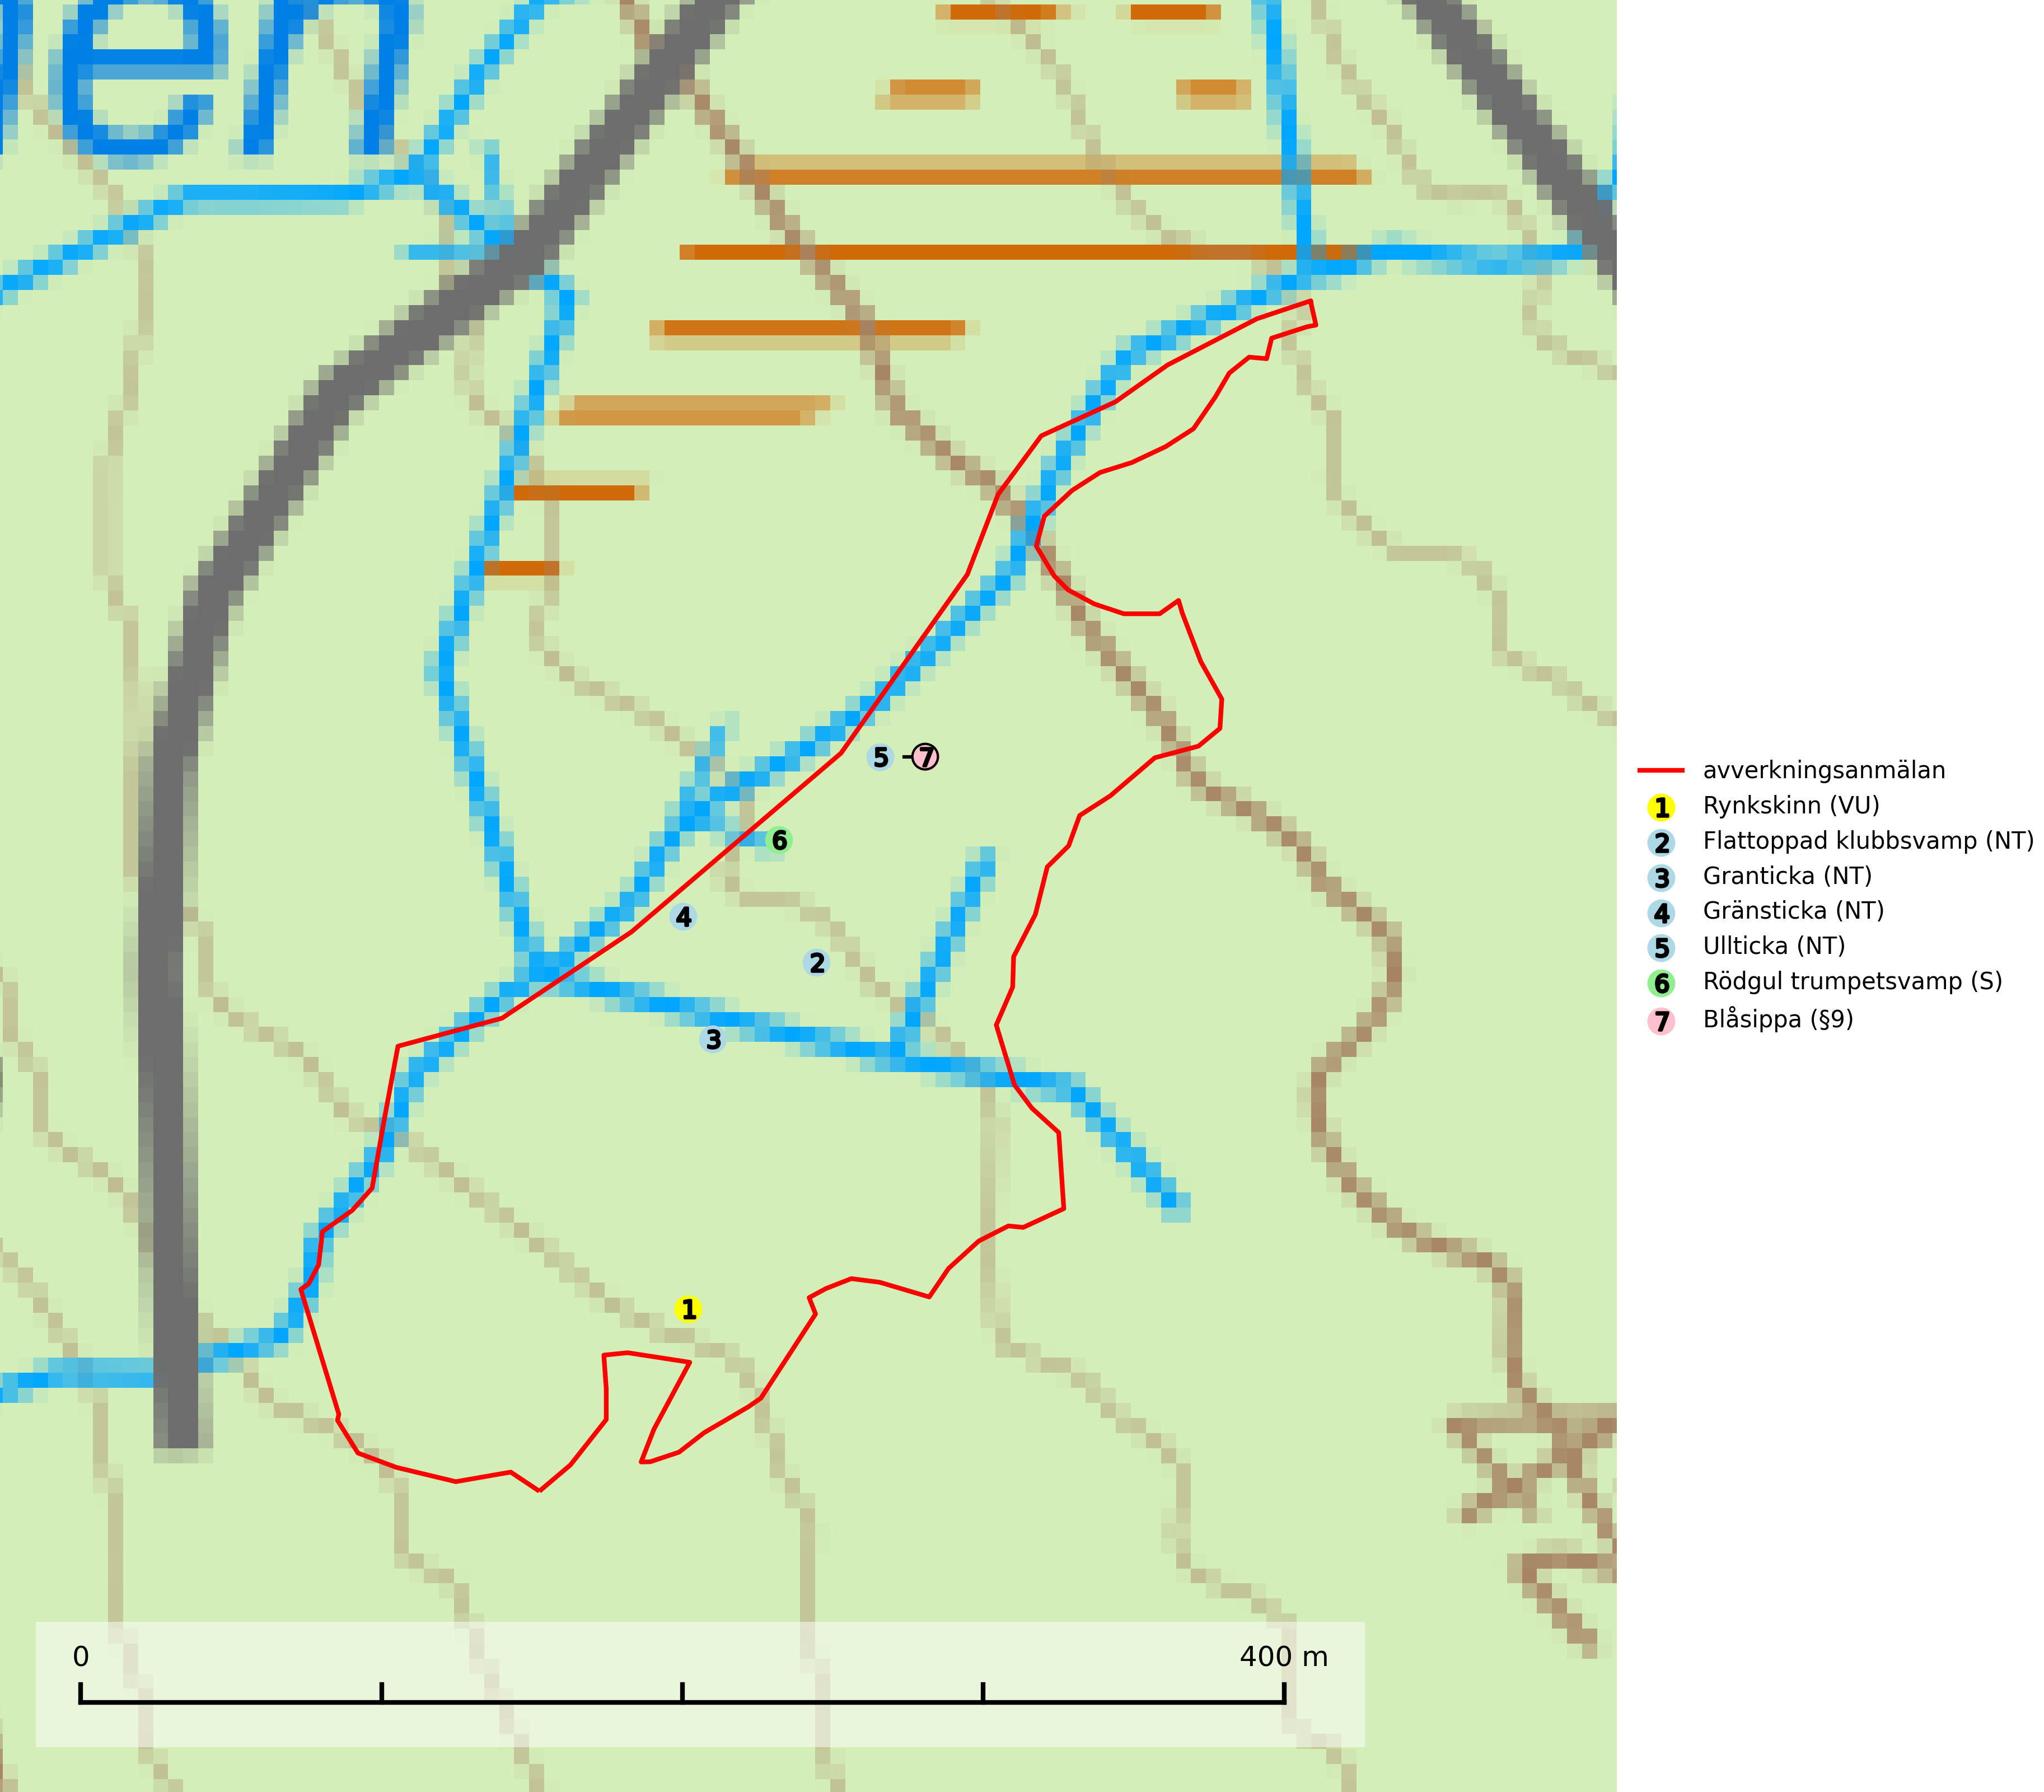 en
5
7
6
4
2
3
1
0
400 m
avverkningsanmälan
1 Rynkskinn (VU)
2 Flattoppad klubbsvamp (NT)
3 Granticka (NT)
4 Gränsticka (NT)
5 Ullticka (NT)
6 Rödgul trumpetsvamp (S)
7 Blåsippa (§9)